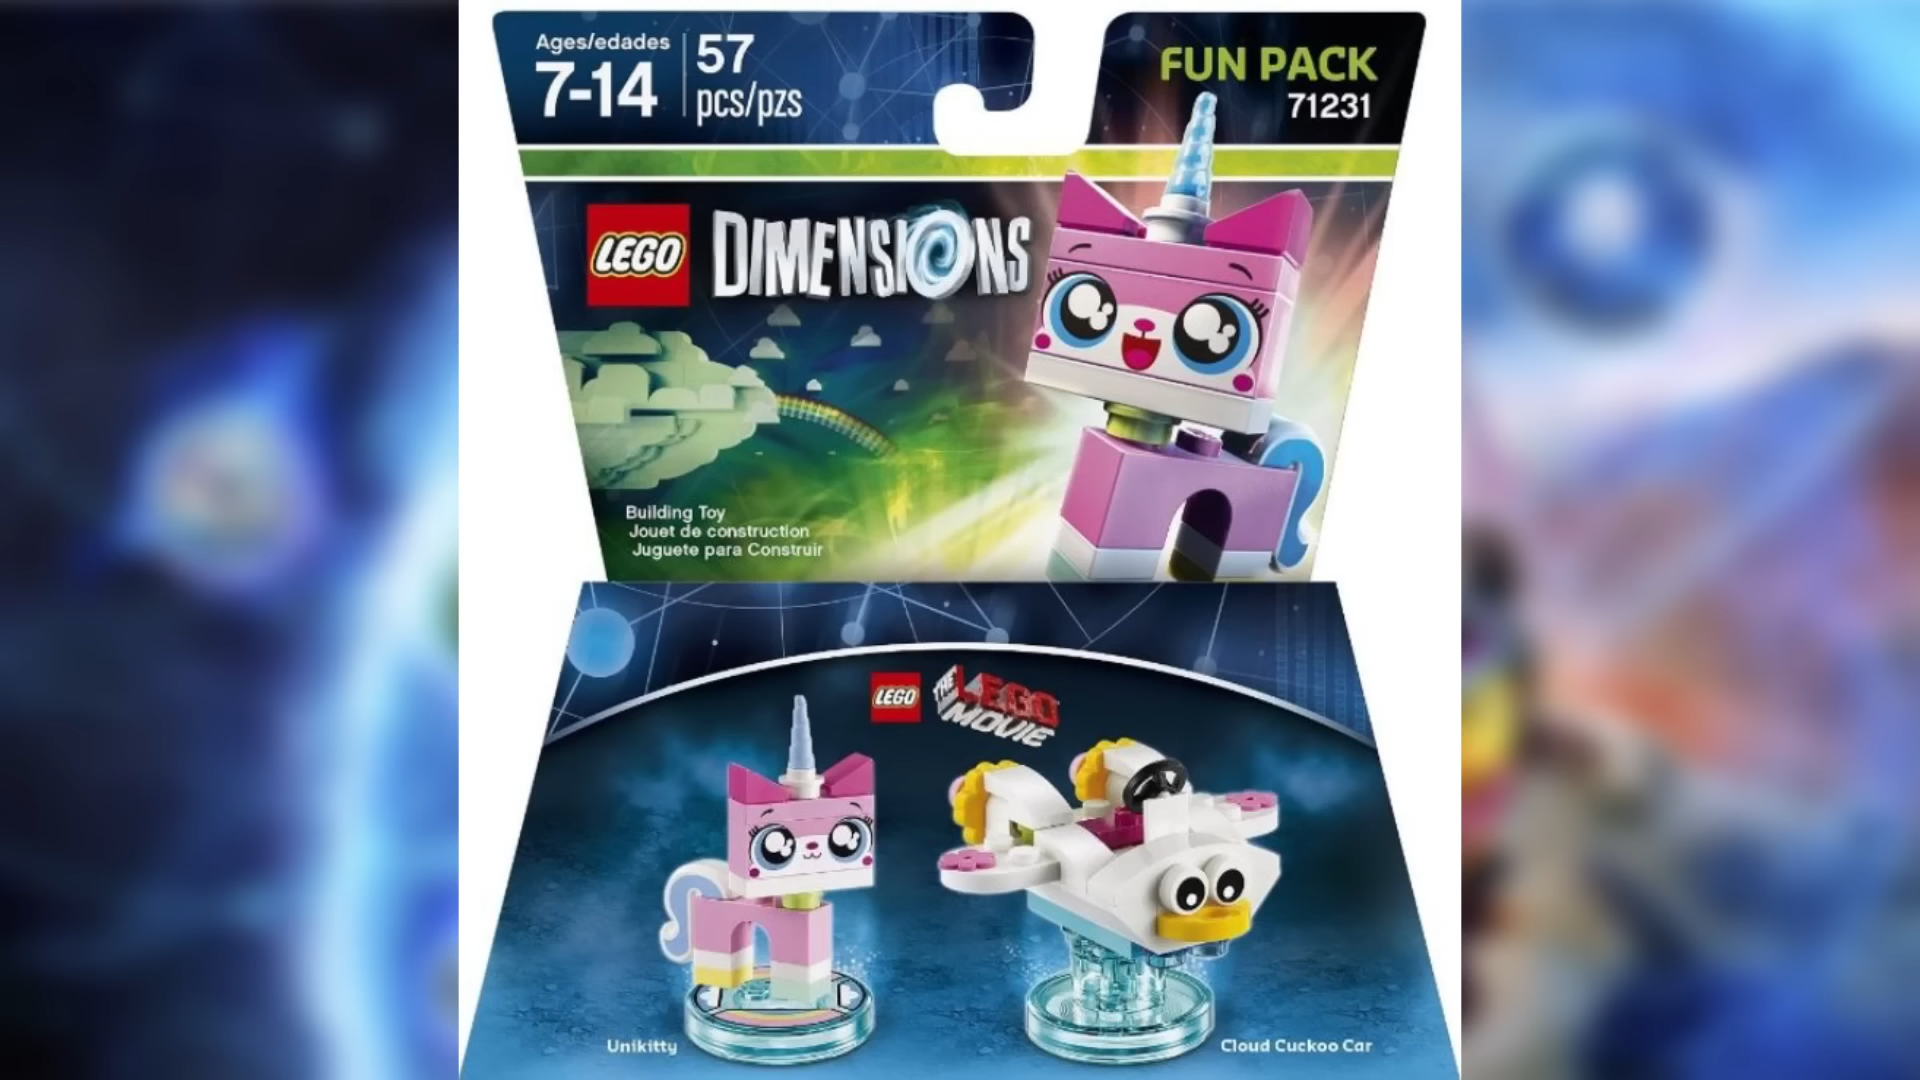 Ages/edades
7-14
57
pcs/pzs
FUN PACK
71231
LEGO DIMENSIONS
Building Toy
Jouet de construction
Juguete para Construir
LEGO THE LEGO MOVIE
Unikitty
Cloud Cuckoo Car